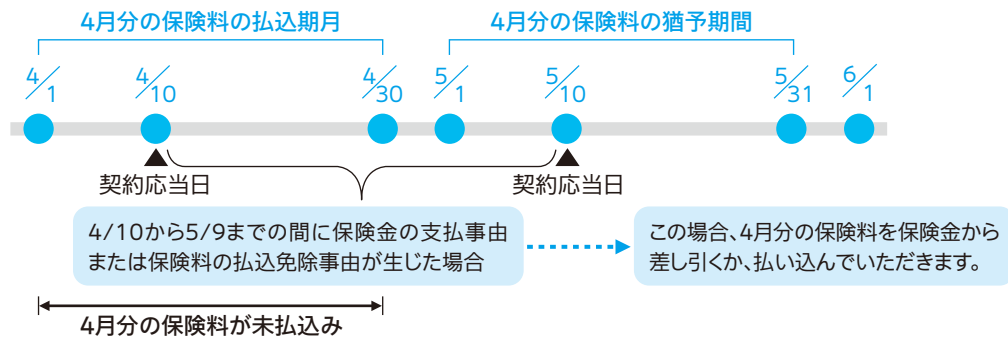 4月分の保険料の払込期月
4月分の保険料の猶予期間
4/1
4/10
4/30
5/1
5/10
5/31
6/1
契約応当日
契約応当日
4/10から5/9までの間に保険金の支払事由
または保険料の払込免除事由が生じた場合
この場合、4月分の保険料を保険金から
差し引くか、払い込んでいただきます。
4月分の保険料が未払込み